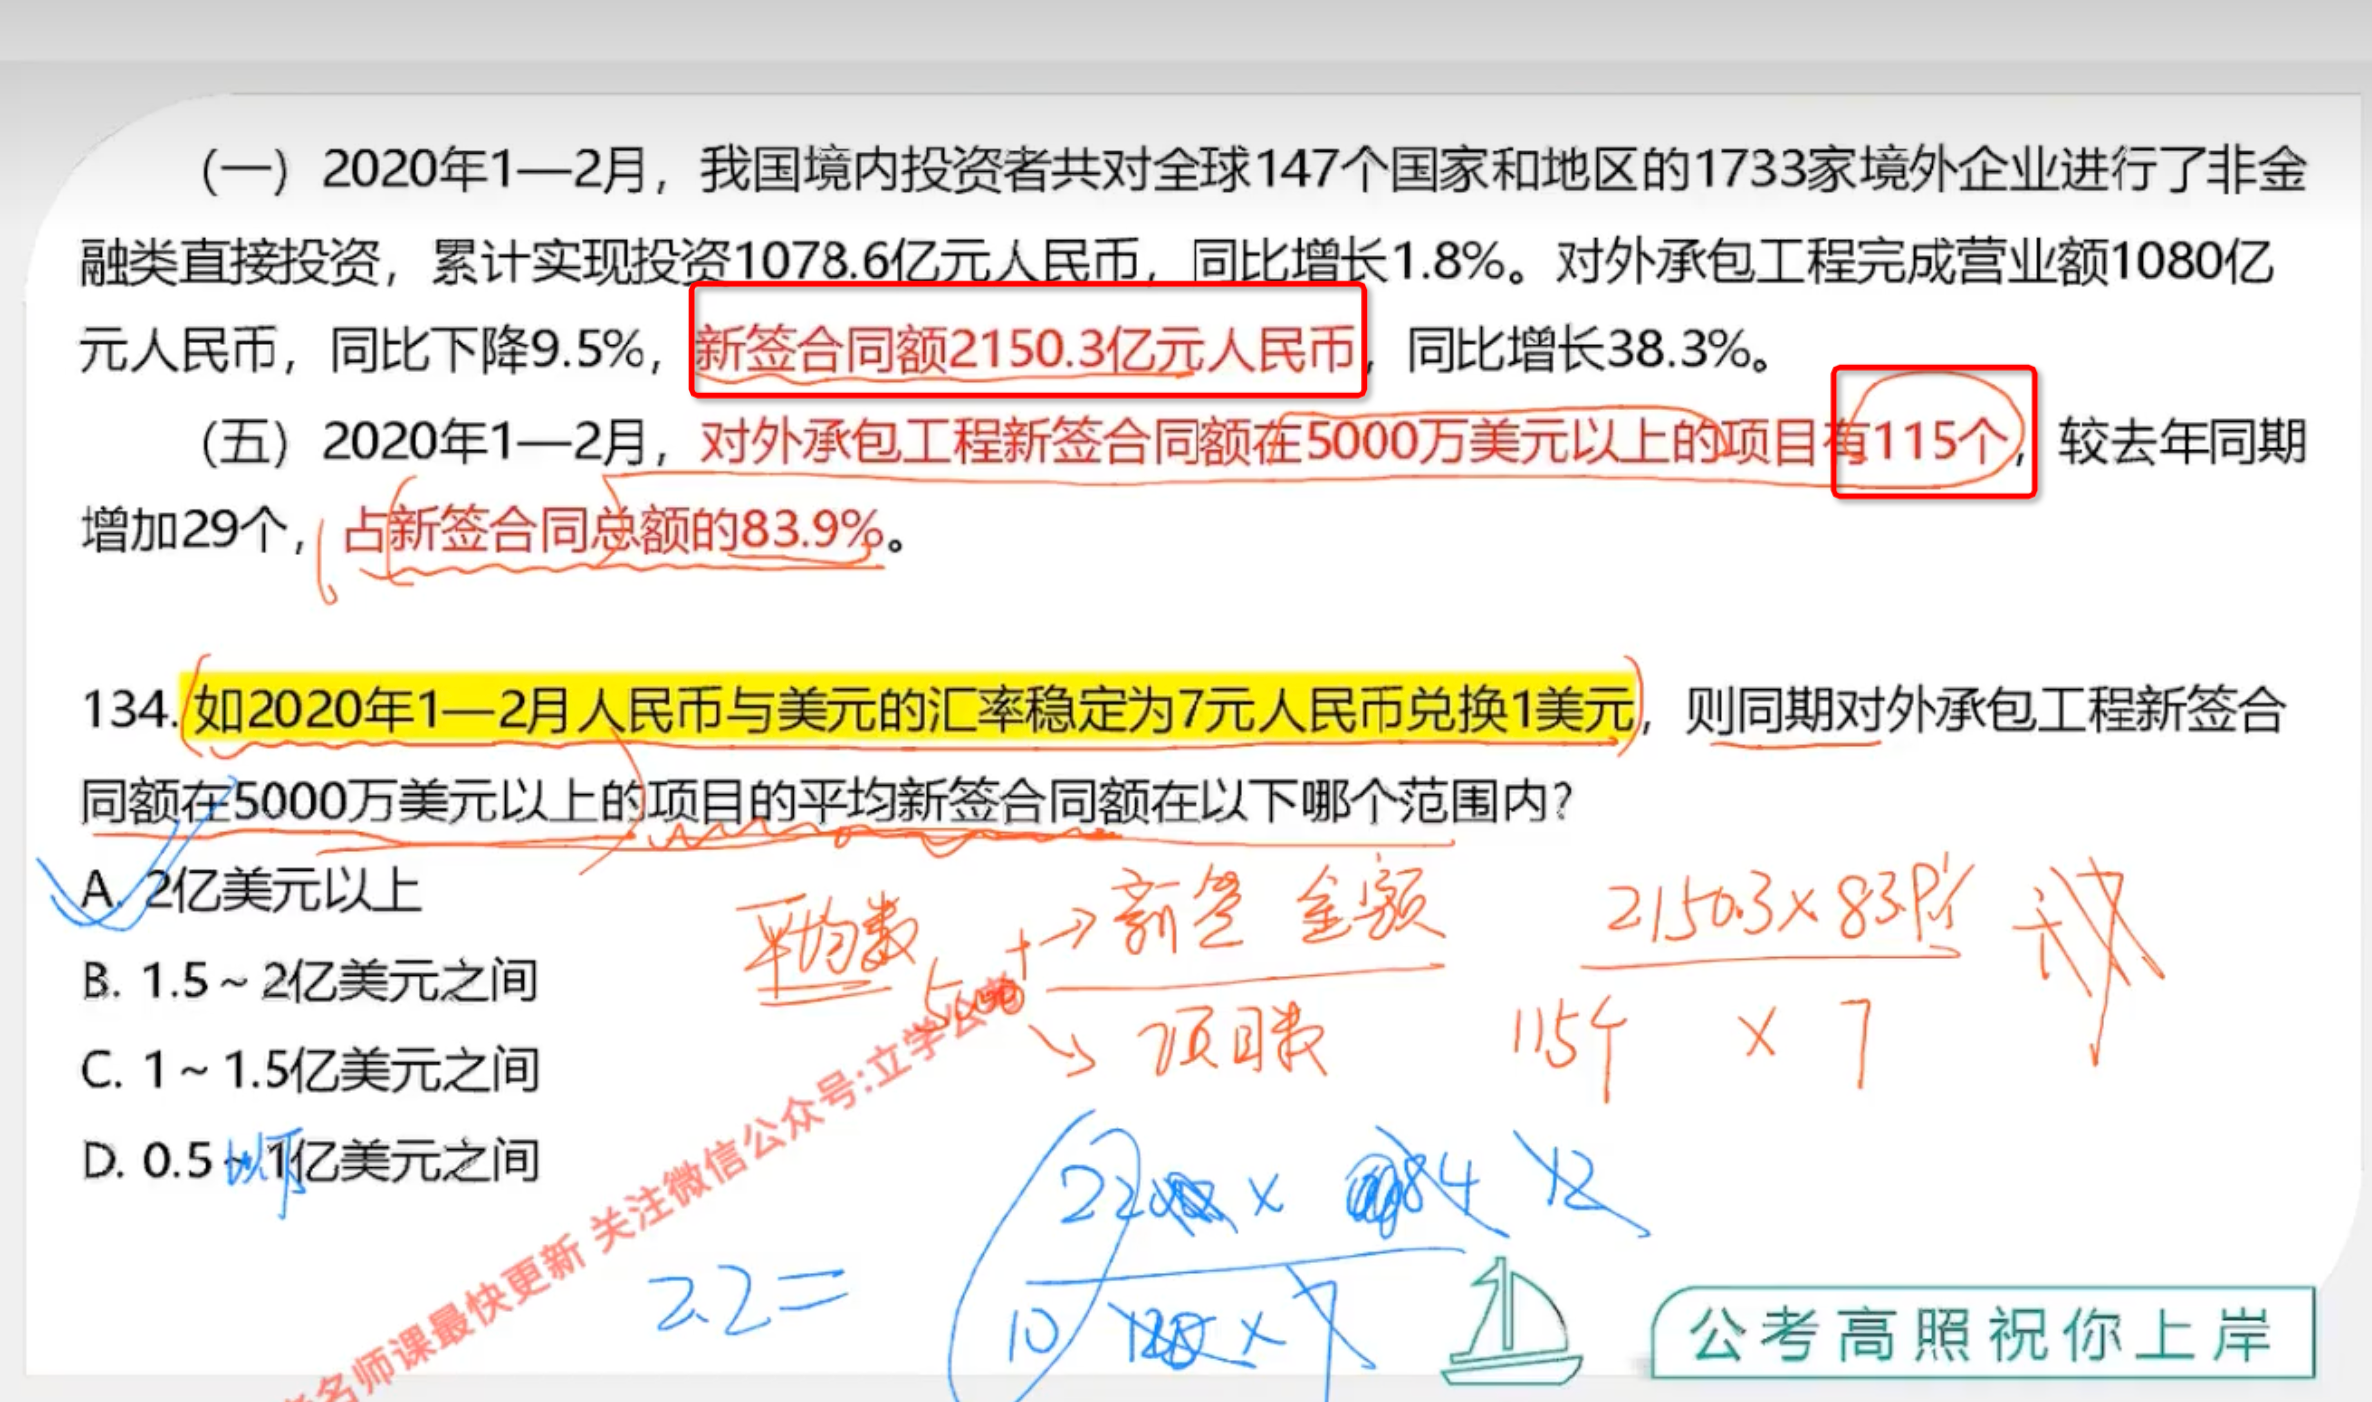 （一）2020年1—2月，我国境内投资者共对全球147个国家和地区的1733家境外企业进行了非金
融类直接投资，累计实现投资1078.6亿元人民币，同比增长1.8%。对外承包工程完成营业额1080亿
元人民币，同比下降9.5%，新签合同额2150.3亿元人民币，同比增长38.3%。
（五）2020年1—2月，对外承包工程新签合同额在5000万美元以上的项目有115个，较去年同期
增加29个，占新签合同总额的83.9%。
134.如2020年1—2月人民币与美元的汇率稳定为7元人民币兑换1美元，则同期对外承包工程新签合
同额在5000万美元以上的项目的平均新签合同额在以下哪个范围内?
A. 2亿美元以上
B. 1.5～2亿美元之间
C. 1～1.5亿美元之间
D. 0.5～1亿美元之间
以下
平均数
5000+
→新签 金额
项目数
2150.3×83.9%
115个 × 7
22 × 84 12
10 × 7
2.2=
名师课最快更新 关注微信公众号:立学公考
公考高照祝你上岸